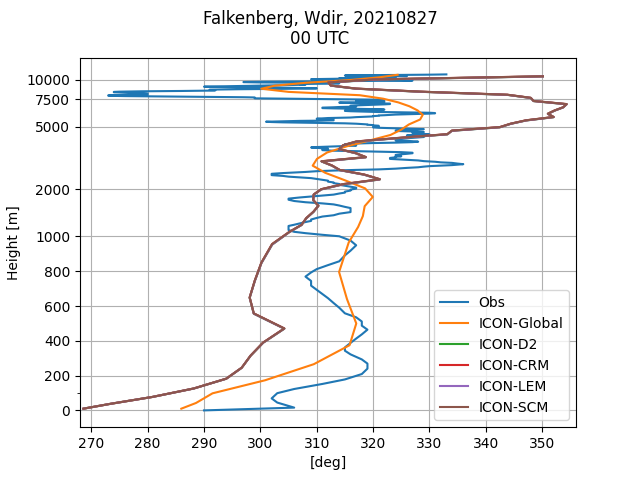 Falkenberg, Wdir, 20210827
00 UTC
Height [m]
10000
7500
5000
2000
1000
800
600
400
200
0
270
280
290
300
310
320
330
340
350
[deg]
Obs
ICON-Global
ICON-D2
ICON-CRM
ICON-LEM
ICON-SCM